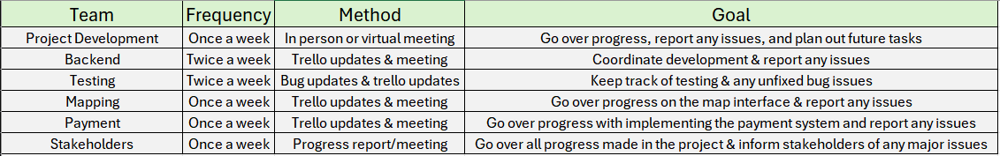 Team Frequency Method Goal
Project Development Once a week In person or virtual meeting Go over progress, report any issues, and plan out future tasks
Backend Twice a week Trello updates & meeting Coordinate development & report any issues
Testing Twice a week Bug updates & trello updates Keep track of testing & any unfixed bug issues
Mapping Once a week Trello updates & meeting Go over progress on the map interface & report any issues
Payment Once a week Trello updates & meeting Go over progress with implementing the payment system and report any issues
Stakeholders Once a week Progress report/meeting Go over all progress made in the project & inform stakeholders of any major issues